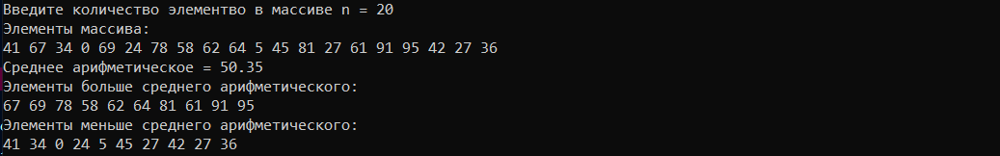 Введите количество элементво в массиве n = 20
Элементы массива:
41 67 34 0 69 24 78 58 62 64 5 45 81 27 61 91 95 42 27 36
Среднее арифметическое = 50.35
Элементы больше среднего арифметического:
67 69 78 58 62 64 81 61 91 95
Элементы меньше среднего арифметического:
41 34 0 24 5 45 27 42 27 36